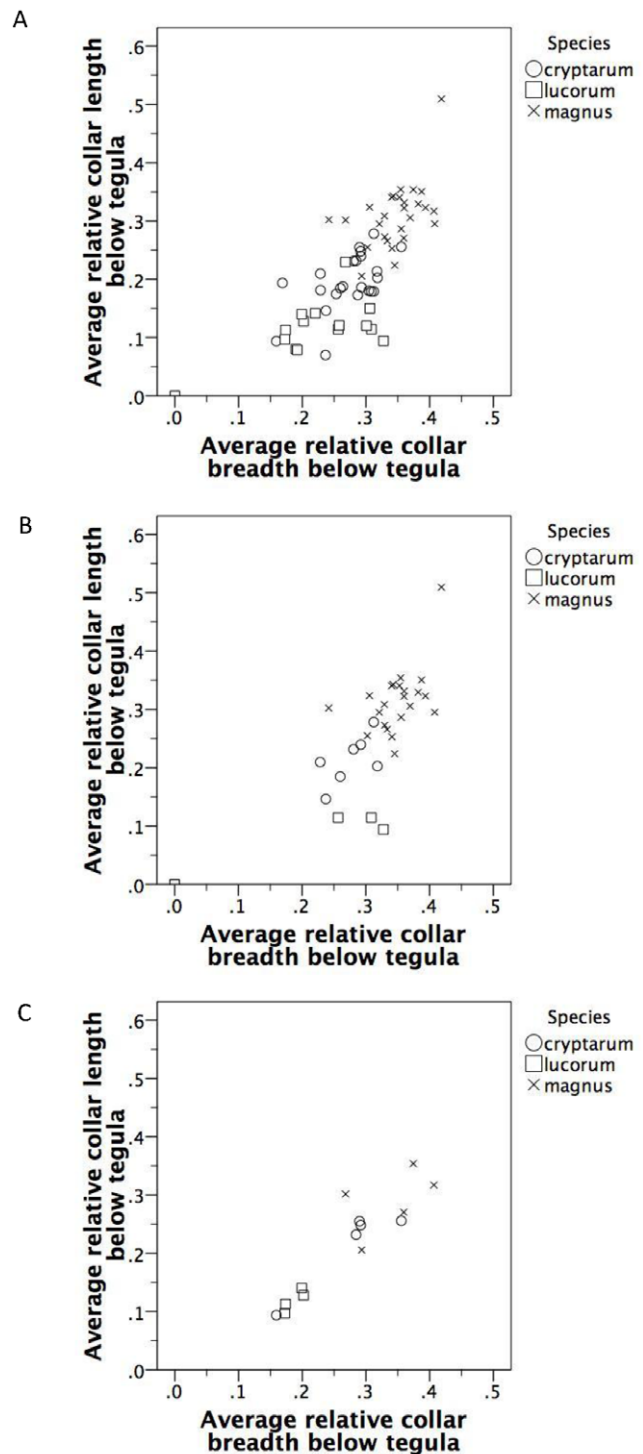 A
Species
cryptarum
lucorum
magnus
Average relative collar length
below tegula
.6
.5
.4
.3
.2
.1
.0
.0 .1 .2 .3 .4 .5
Average relative collar
breadth below tegula
B
Species
cryptarum
lucorum
magnus
Average relative collar length
below tegula
.6
.5
.4
.3
.2
.1
.0
.0 .1 .2 .3 .4 .5
Average relative collar
breadth below tegula
C
Species
cryptarum
lucorum
magnus
Average relative collar length
below tegula
.6
.5
.4
.3
.2
.1
.0
.0 .1 .2 .3 .4 .5
Average relative collar
breadth below tegula